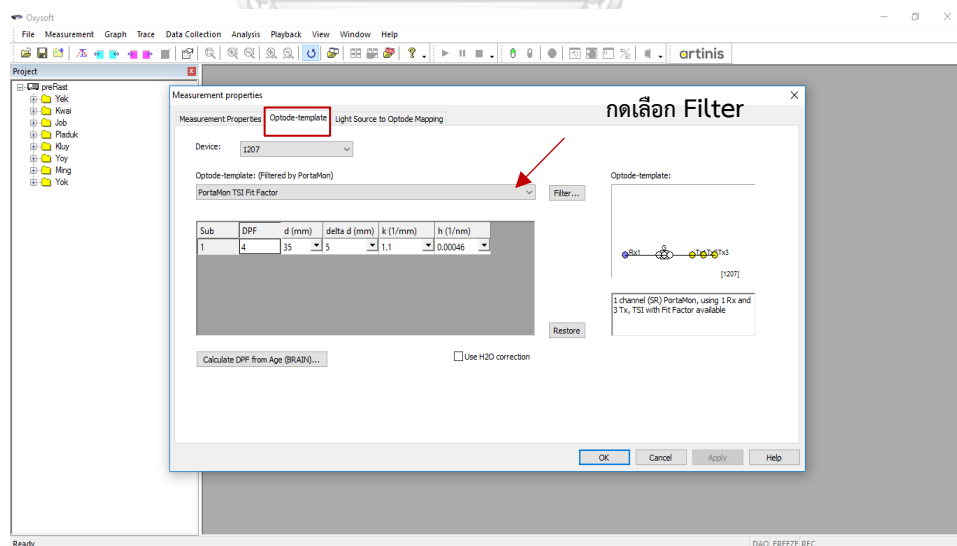 Oxysoft
File Measurement Graph Trace Data Collection Analysis Playback View Window Help
artinis
Project
preRast
Yek
Kwai
Job
Pladuk
Kluy
Yoy
Ming
Yok
Measurement properties
กดเลือก Filter
Measurement Properties Optode-template Light Source to Optode Mapping
Device: 1207
Optode-template: (Filtered by PortaMon)
Optode-template:
PortaMon TSI Fit Factor
Filter...
Sub DPF d (mm) delta d (mm) k (1/mm) h (1/nm)
1 4 35 5 1.1 0.00046
Rx1 Tx3
[1207]
1 channel (SR) PortaMon, using 1 Rx and
3 Tx, TSI with Fit Factor available
Restore
Calculate DPF from Age (BRAIN)...
Use H2O correction
OK Cancel Apply Help
Ready
DAQ FREEZE REC